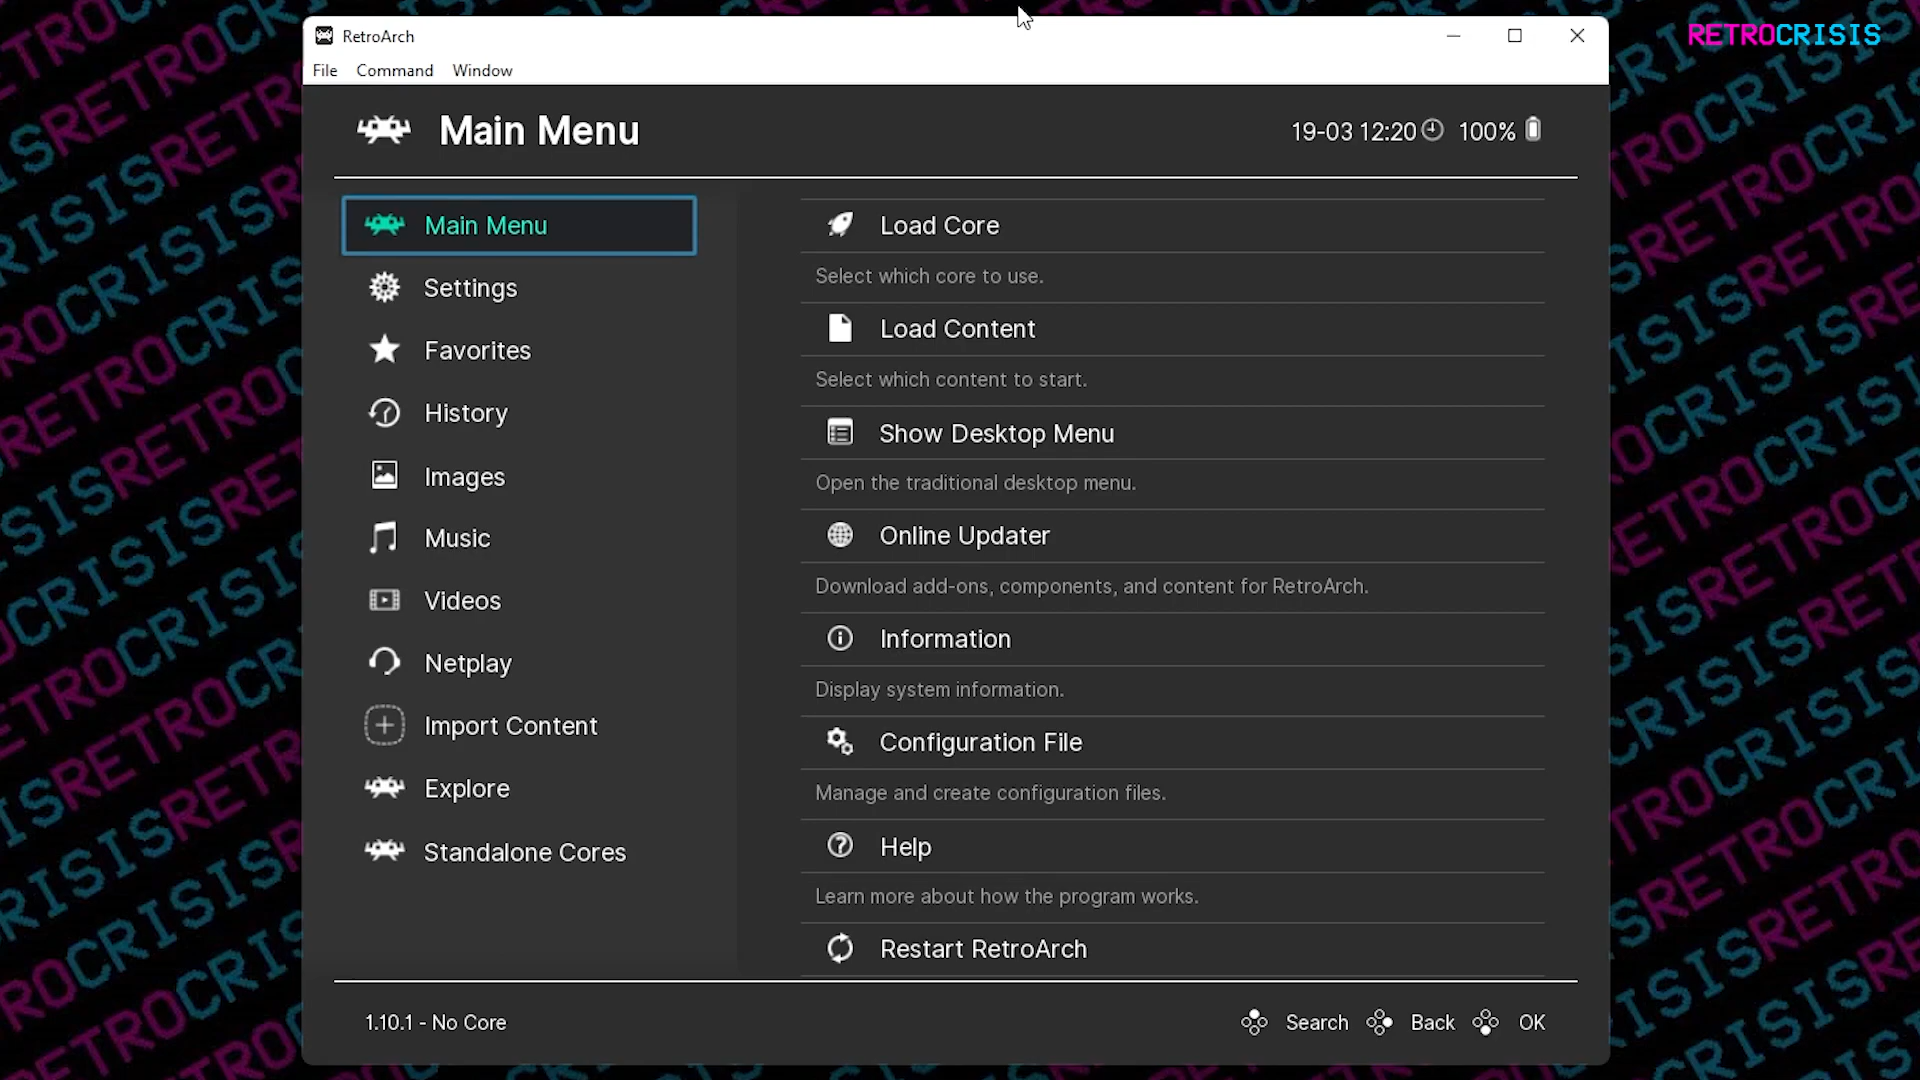 RETROCRISIS
RetroArch
File Command Window
Main Menu
19-03 12:20 100%
Main Menu
Settings
Favorites
History
Images
Music
Videos
Netplay
Import Content
Explore
Standalone Cores
Load Core
Select which core to use.
Load Content
Select which content to start.
Show Desktop Menu
Open the traditional desktop menu.
Online Updater
Download add-ons, components, and content for RetroArch.
Information
Display system information.
Configuration File
Manage and create configuration files.
Help
Learn more about how the program works.
Restart RetroArch
1.10.1 - No Core
Search Back OK